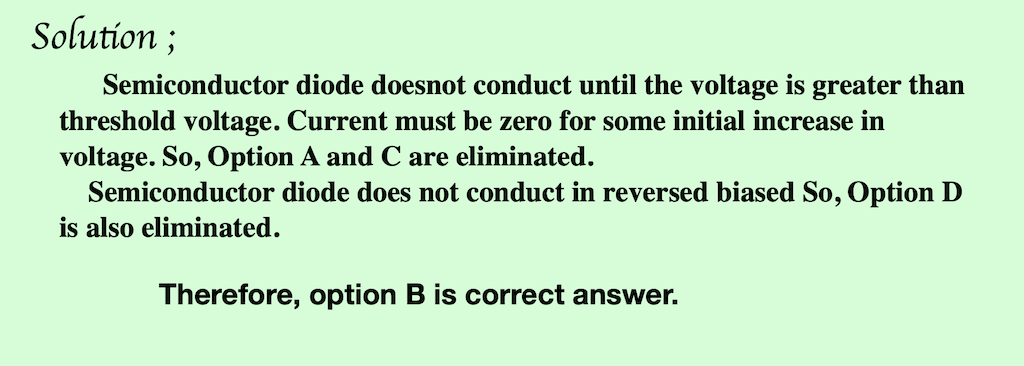 Solution ;
Semiconductor diode doesnot conduct until the voltage is greater than
threshold voltage. Current must be zero for some initial increase in
voltage. So, Option A and C are eliminated.
Semiconductor diode does not conduct in reversed biased So, Option D
is also eliminated.
Therefore, option B is correct answer.